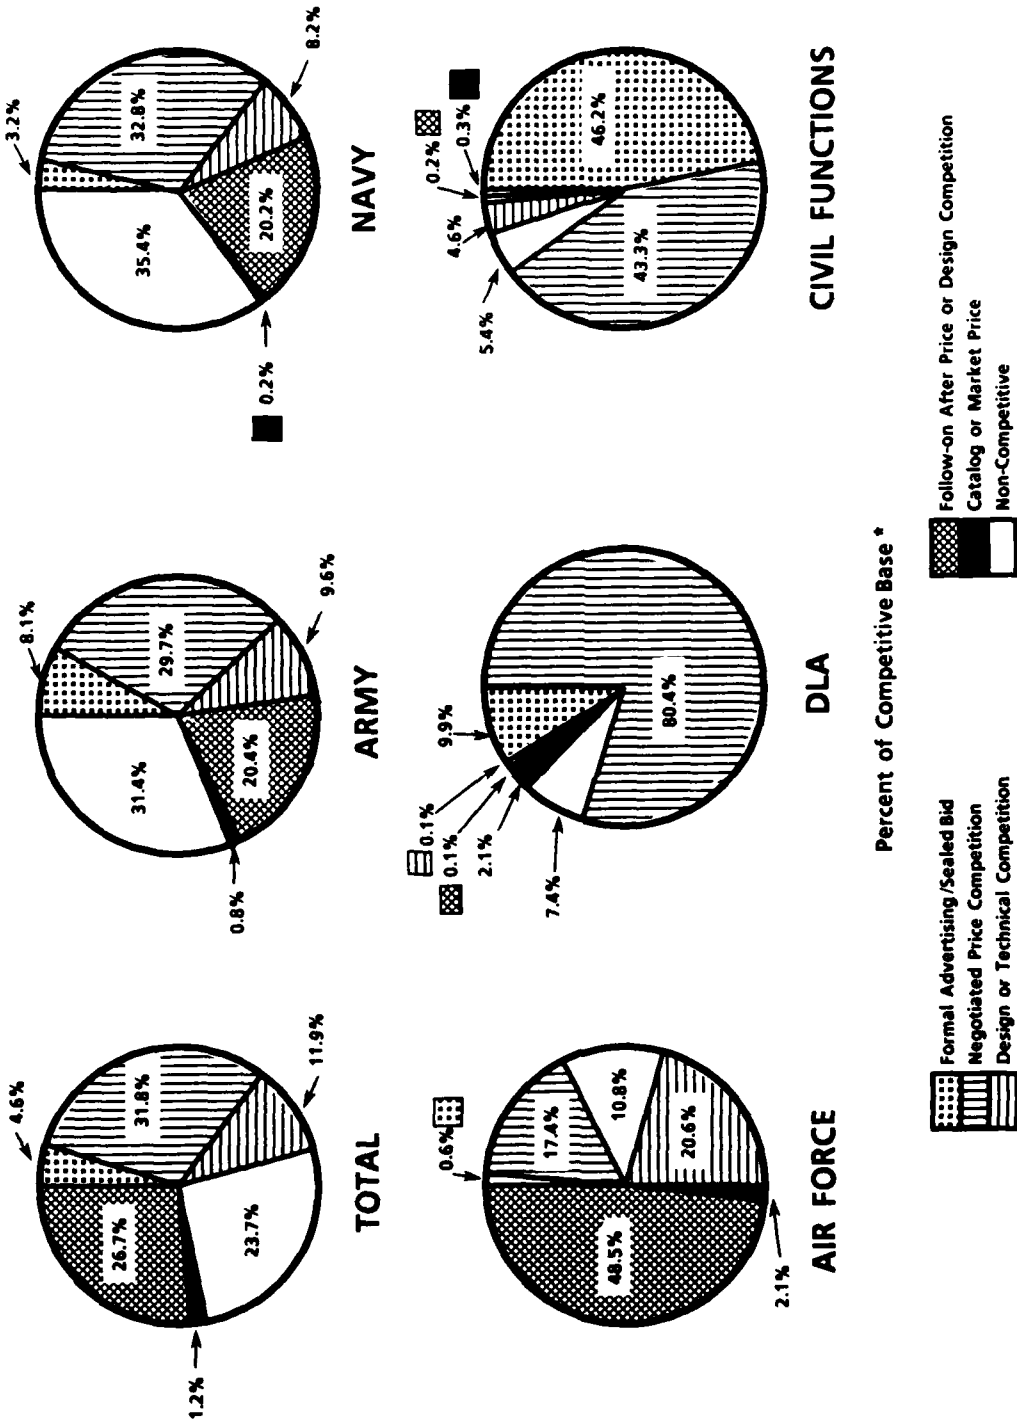 4.6%
31.8%
26.7%
11.9%
23.7%
1.2%
TOTAL
8.1%
29.7%
31.4%
9.6%
20.4%
0.8%
ARMY
3.2%
32.8%
35.4%
8.2%
20.2%
0.2%
NAVY
0.6%
17.4%
10.8%
48.5%
20.6%
2.1%
AIR FORCE
9.9%
0.1%
0.1%
2.1%
7.4%
80.4%
DLA
0.2%
0.3%
4.6%
5.4%
46.2%
43.3%
CIVIL FUNCTIONS
Percent of Competitive Base *
Formal Advertising/Sealed Bid
Negotiated Price Competition
Design or Technical Competition
Follow-on After Price or Design Competition
Catalog or Market Price
Non-Competitive